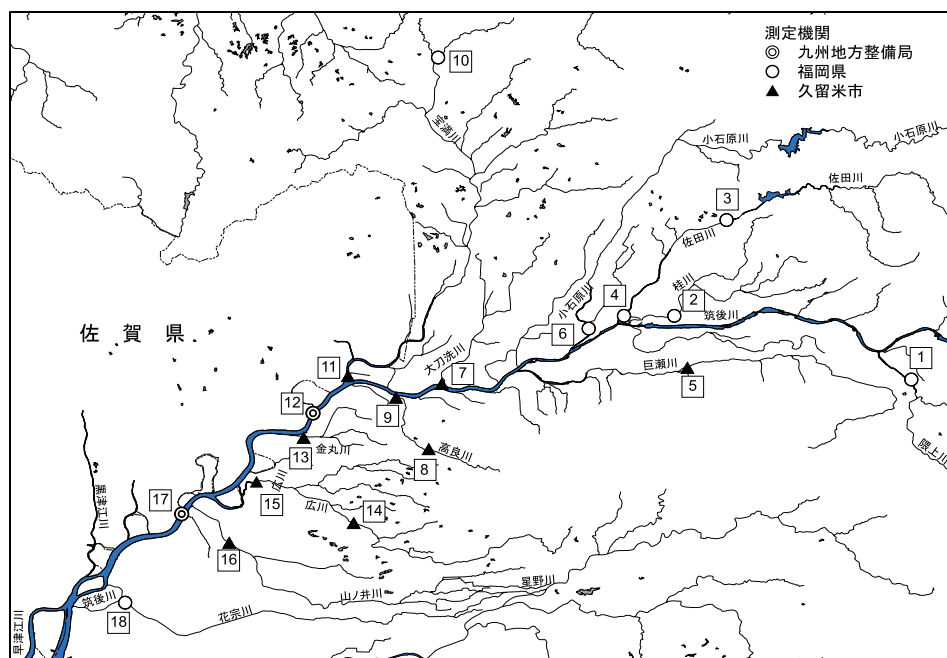 測定機関
◎ 九州地方整備局
○ 福岡県
▲ 久留米市
10
宝満川
小石原川
小石原川
佐田川
3
佐田川
桂川
2
4
筑後川
小石原川
6
佐賀県
大刀洗川
7
巨瀬川
5
1
11
12
9
隈上川
13
金丸川
高良川
8
17
15
広川
広川
14
16
星野川
山ノ井川
筑後川
18
花宗川
早津江川